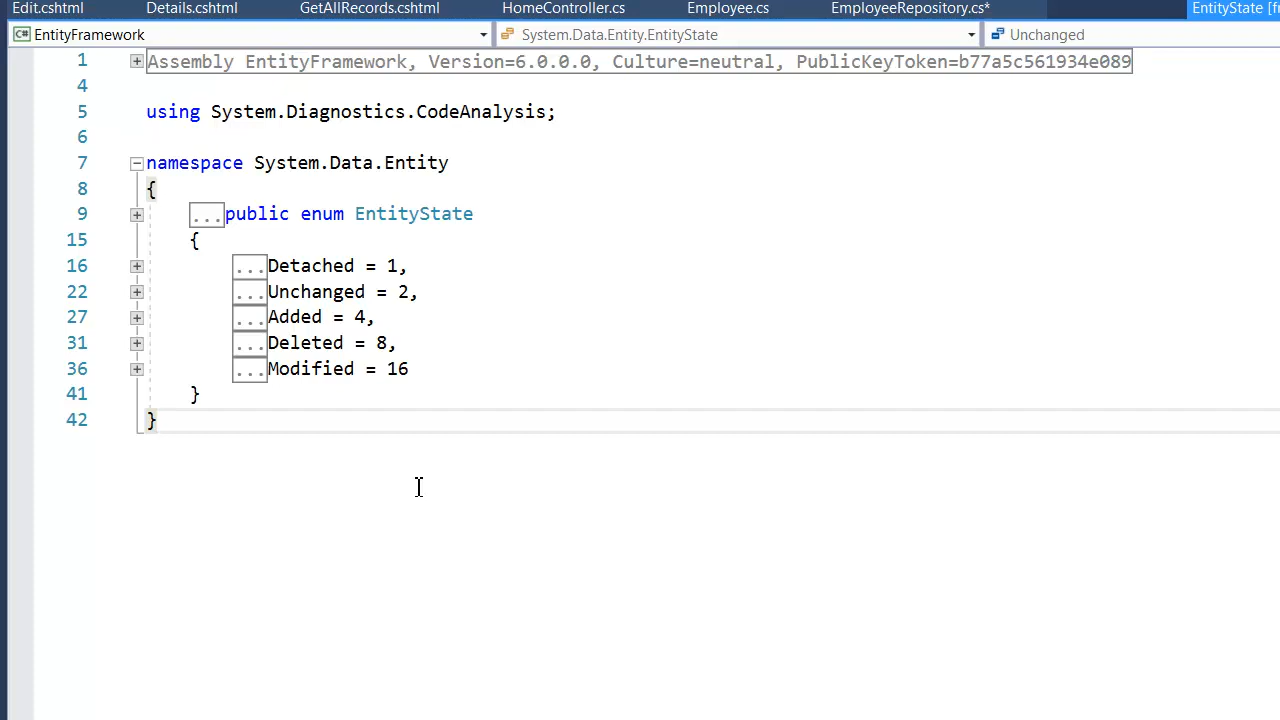 Edit.cshtml Details.cshtml GetAllRecords.cshtml HomeController.cs Employee.cs EmployeeRepository.cs* EntityState [f
C# EntityFramework System.Data.Entity.EntityState Unchanged
1 Assembly EntityFramework, Version=6.0.0.0, Culture=neutral, PublicKeyToken=b77a5c561934e089
4
5 using System.Diagnostics.CodeAnalysis;
6
7 namespace System.Data.Entity
8 {
9 ...public enum EntityState
15 {
16 ...Detached = 1,
22 ...Unchanged = 2,
27 ...Added = 4,
31 ...Deleted = 8,
36 ...Modified = 16
41 }
42 }